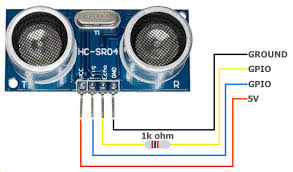 HC-SR04
T
R
Vcc
Trig
Echo
Gnd
GROUND
GPIO
GPIO
5V
1k ohm